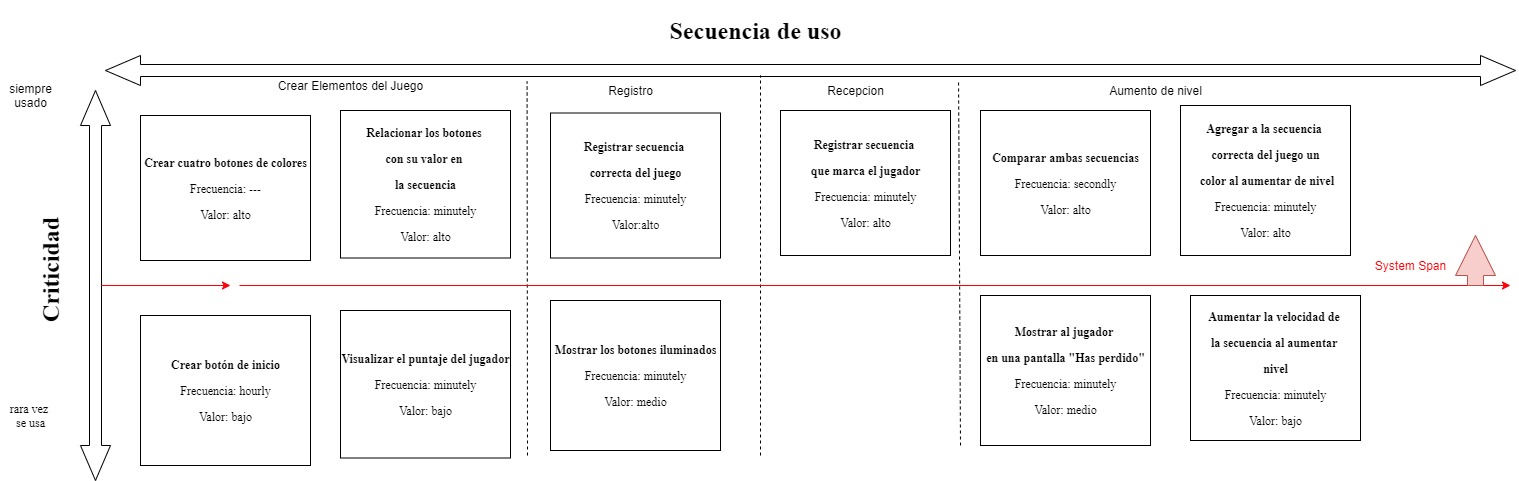 Secuencia de uso
siempre
usado
Crear Elementos del Juego
Registro
Recepcion
Aumento de nivel
Crear cuatro botones de colores
Frecuencia: ---
Valor: alto
Relacionar los botones
con su valor en
la secuencia
Frecuencia: minutely
Valor: alto
Registrar secuencia
correcta del juego
Frecuencia: minutely
Valor:alto
Registrar secuencia
que marca el jugador
Frecuencia: minutely
Valor: alto
Comparar ambas secuencias
Frecuencia: secondly
Valor: alto
Agregar a la secuencia
correcta del juego un
color al aumentar de nivel
Frecuencia: minutely
Valor: alto
Criticidad
System Span
Crear botón de inicio
Frecuencia: hourly
Valor: bajo
Visualizar el puntaje del jugador
Frecuencia: minutely
Valor: bajo
Mostrar los botones iluminados
Frecuencia: minutely
Valor: medio
Mostrar al jugador
en una pantalla "Has perdido"
Frecuencia: minutely
Valor: medio
Aumentar la velocidad de
la secuencia al aumentar
nivel
Frecuencia: minutely
Valor: bajo
rara vez
se usa